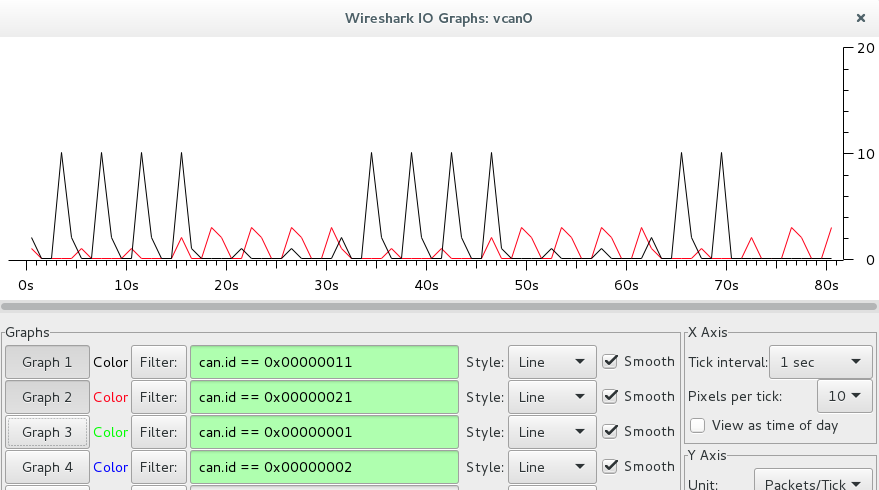 Wireshark IO Graphs: vcan0 ×
20
10
0
0s 10s 20s 30s 40s 50s 60s 70s 80s
Graphs
Graph 1 Color Filter: can.id == 0x00000011 Style: Line Smooth
Graph 2 Color Filter: can.id == 0x00000021 Style: Line Smooth
Graph 3 Color Filter: can.id == 0x00000001 Style: Line Smooth
Graph 4 Color Filter: can.id == 0x00000002 Style: Line Smooth
X Axis
Tick interval: 1 sec
Pixels per tick: 10
View as time of day
Y Axis
Unit: Packets/Tick